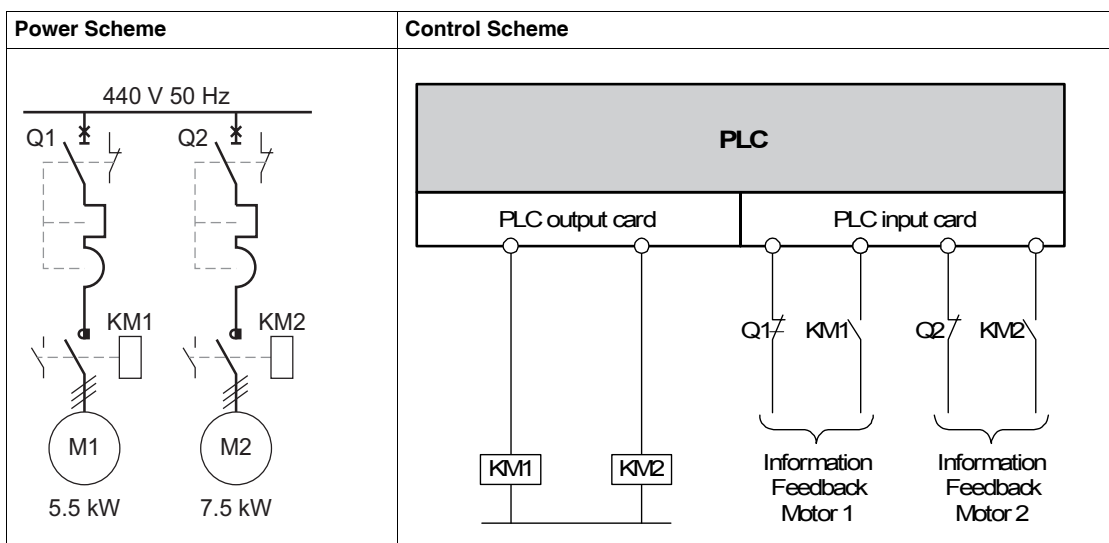 Power Scheme
Control Scheme
440 V 50 Hz
Q1
Q2
KM1
KM2
M1
M2
5.5 kW
7.5 kW
PLC
PLC output card
PLC input card
Q1
KM1
Q2
KM2
KM1
KM2
Information
Feedback
Motor 1
Information
Feedback
Motor 2